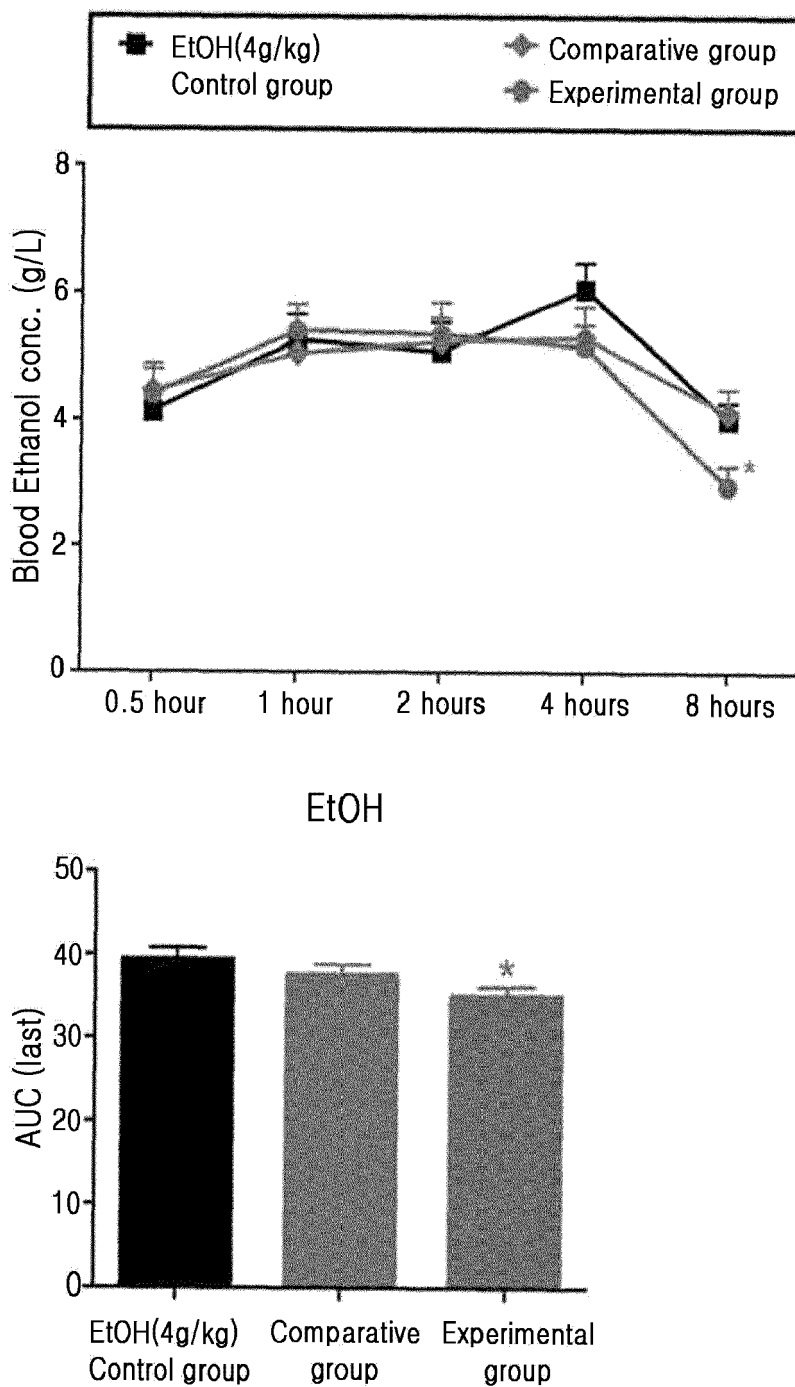 EtOH(4g/kg)
Control group
Comparative group
Experimental group
Blood Ethanol conc. (g/L)
8
6
4
2
0
0.5 hour
1 hour
2 hours
4 hours
8 hours
*
EtOH
AUC (last)
50
40
30
20
10
0
*
EtOH(4g/kg)
Control group
Comparative
group
Experimental
group